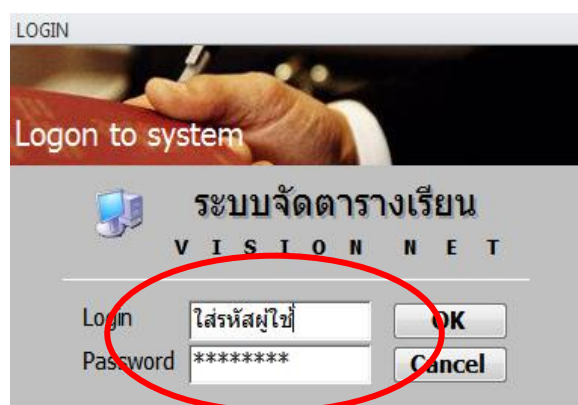 LOGIN
Logon to system
ระบบจัดตารางเรียน
VISION NET
Login ใส่รหัสผู้ใช้ OK
Password ******** Cancel